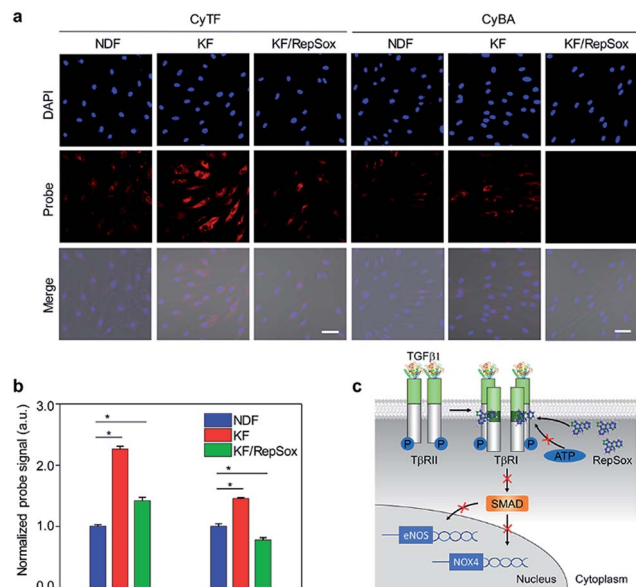 a
CyTF CyBA
NDF KF KF/RepSox NDF KF KF/RepSox
DAPI
Probe
Merge
b
Normalized probe signal (a.u.)
3.0
2.0
1.0
0.0
* * * *
NDF
KF
KF/RepSox
c
TGFβI
P P P P
TβRII TβRI ATP RepSox
SMAD
eNOS
NOX4
Nucleus Cytoplasm